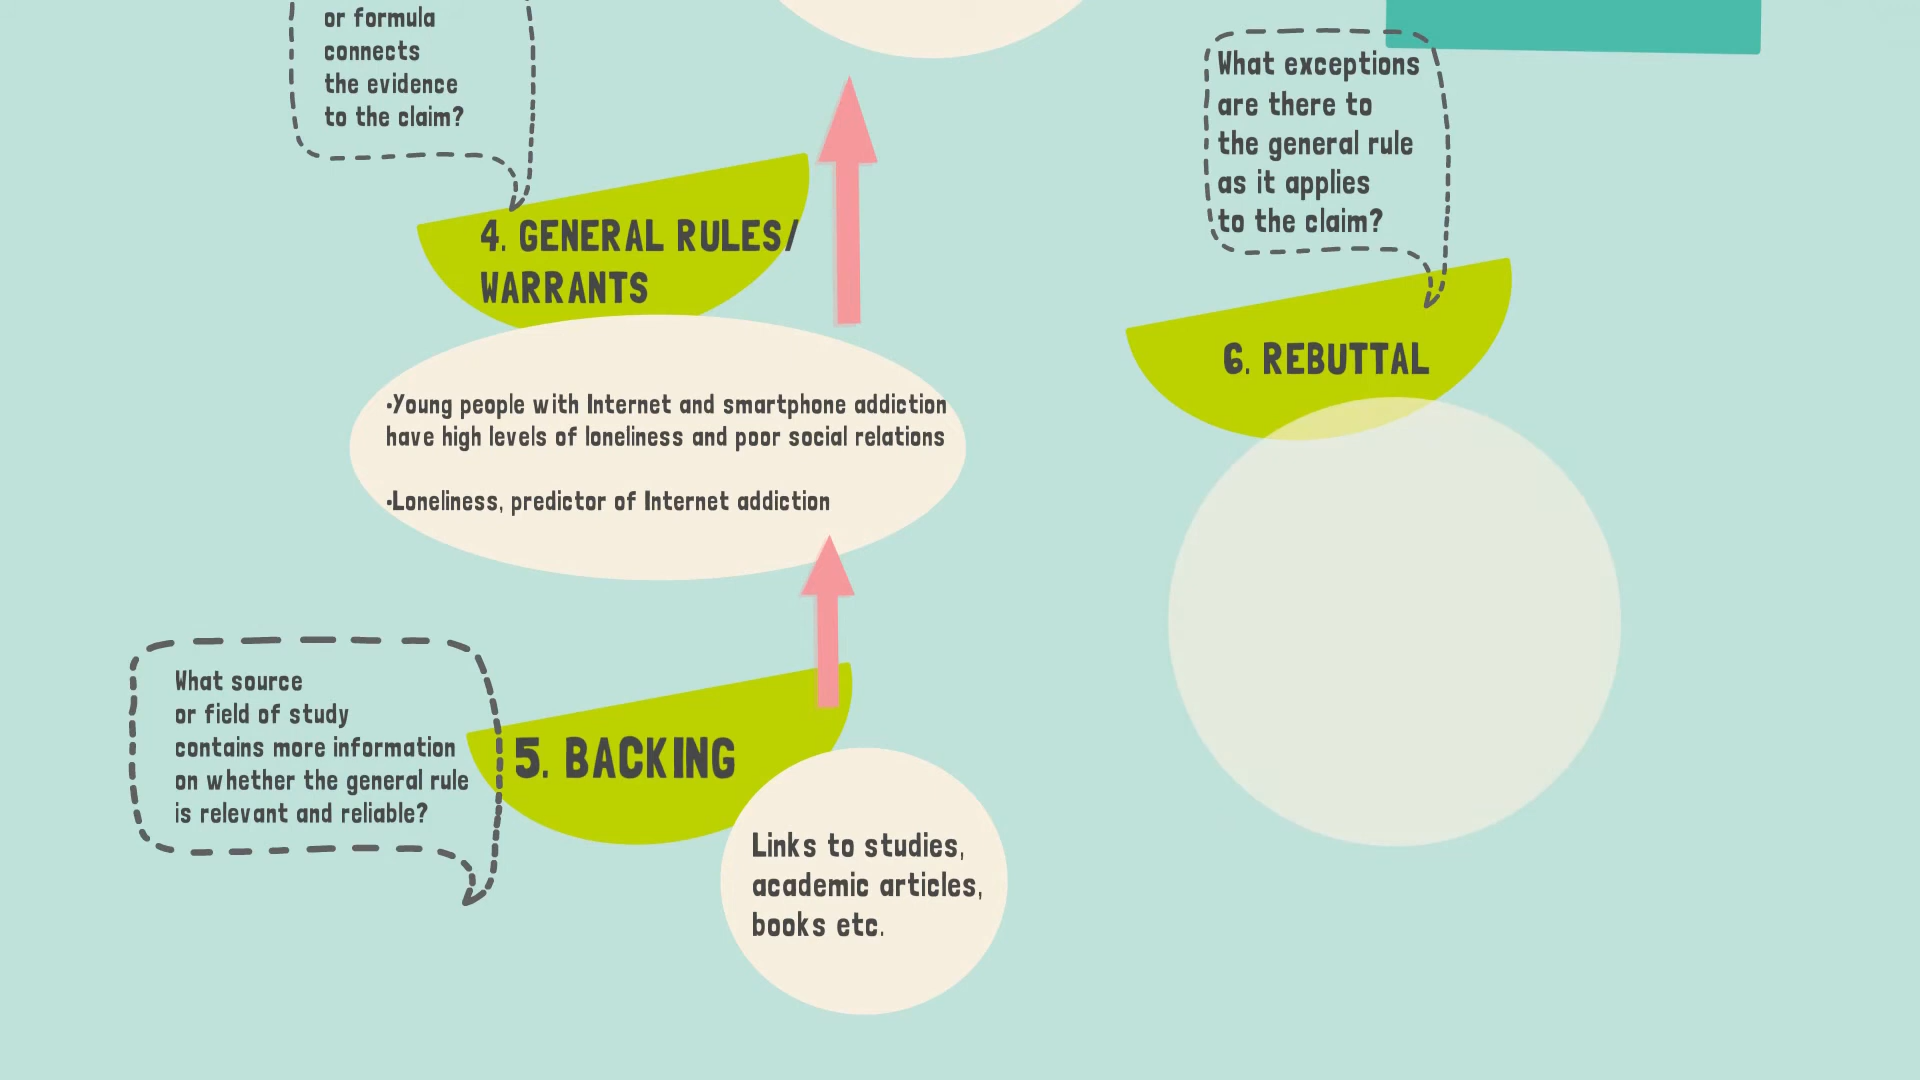 or formula
connects
the evidence
to the claim?
4. GENERAL RULES/
WARRANTS
•Young people with Internet and smartphone addiction
have high levels of loneliness and poor social relations
•Loneliness, predictor of Internet addiction
What source
or field of study
contains more information
on whether the general rule
is relevant and reliable?
5. BACKING
Links to studies,
academic articles,
books etc.
What exceptions
are there to
the general rule
as it applies
to the claim?
6. REBUTTAL